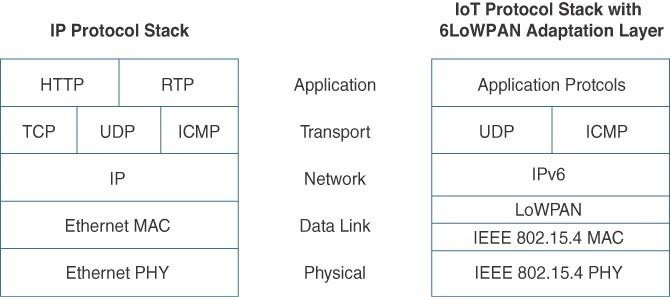 IP Protocol Stack
IoT Protocol Stack with
6LoWPAN Adaptation Layer
HTTP RTP Application Application Protcols
TCP UDP ICMP Transport UDP ICMP
IP Network IPv6
Ethernet MAC Data Link LoWPAN
IEEE 802.15.4 MAC
Ethernet PHY Physical IEEE 802.15.4 PHY